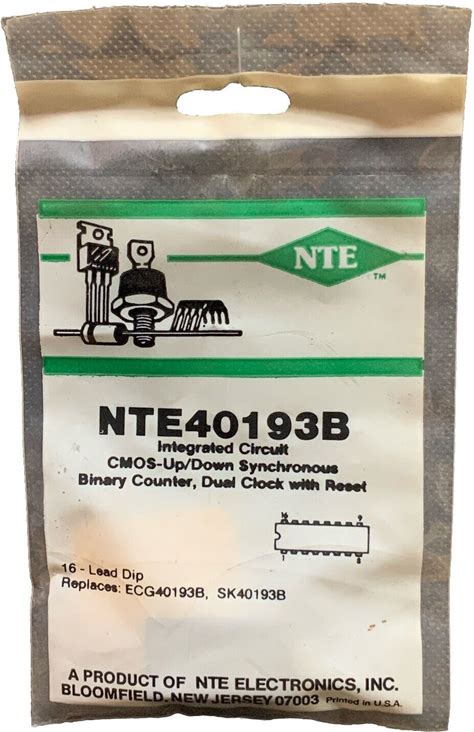 NTE
TM
NTE40193B
Integrated Circuit
CMOS-Up/Down Synchronous
Binary Counter, Dual Clock with Reset
16 9
1 8
16 - Lead Dip
Replaces: ECG40193B, SK40193B
A PRODUCT OF NTE ELECTRONICS, INC.
BLOOMFIELD, NEW JERSEY 07003 Printed in U.S.A.